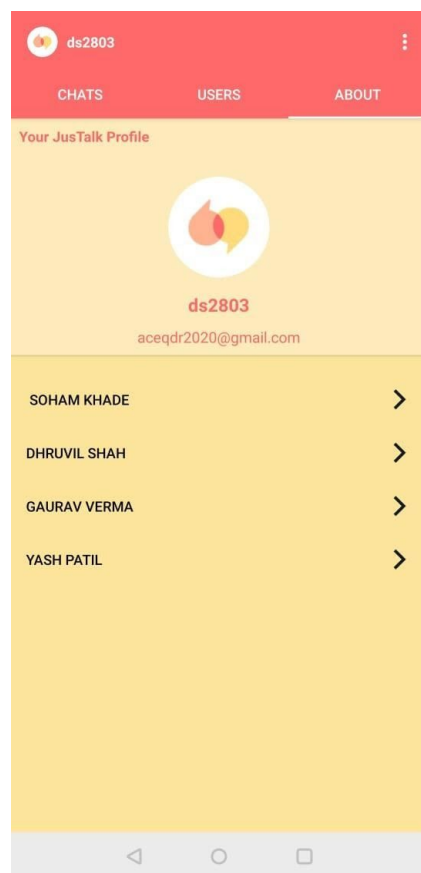 ds2803
CHATS USERS ABOUT
Your JusTalk Profile
ds2803
aceqdr2020@gmail.com
SOHAM KHADE
DHRUVIL SHAH
GAURAV VERMA
YASH PATIL